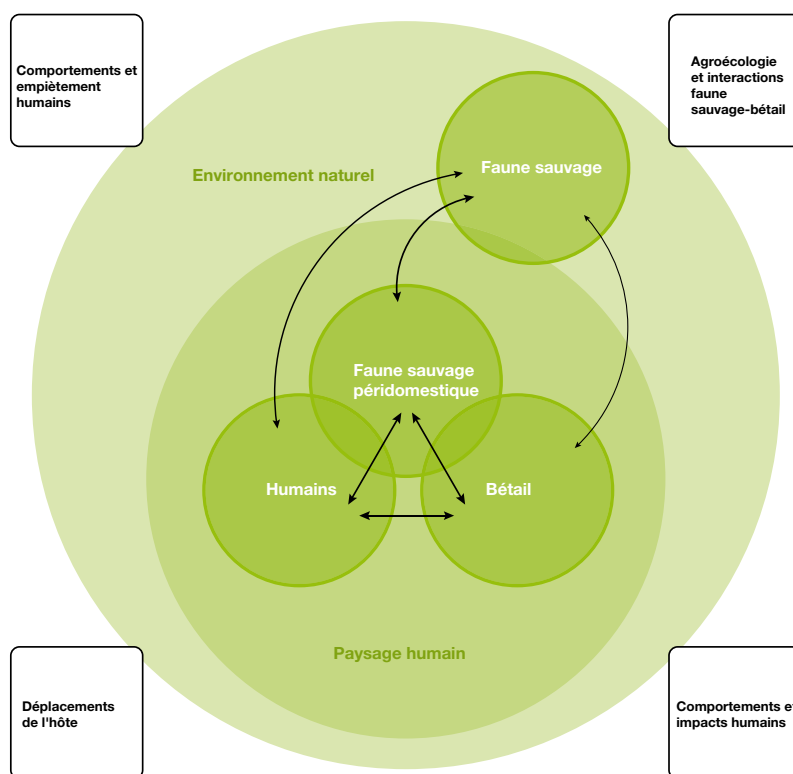 Comportements et
empiètement
humains
Agroécologie
et interactions
faune
sauvage-bétail
Environnement naturel
Faune sauvage
Faune sauvage
péridomestique
Humains
Bétail
Paysage humain
Déplacements
de l'hôte
Comportements et
impacts humains